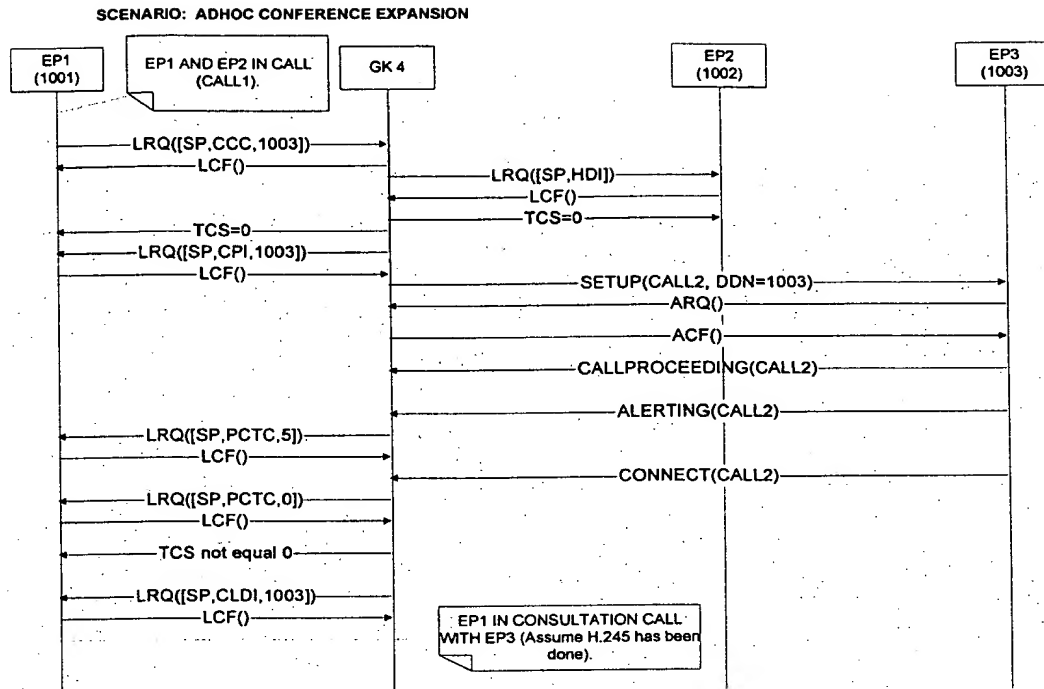 SCENARIO: ADHOC CONFERENCE EXPANSION
EP1
(1001)
EP1 AND EP2 IN CALL
(CALL1).
GK 4
EP2
(1002)
EP3
(1003)
LRQ([SP,CCC,1003])
LCF()
LRQ([SP,HDI])
LCF()
TCS=0
TCS=0
LRQ([SP,CPI,1003])
LCF()
SETUP(CALL2, DDN=1003)
ARQ()
ACF()
CALLPROCEEDING(CALL2)
ALERTING(CALL2)
LRQ([SP,PCTC,5])
LCF()
CONNECT(CALL2)
LRQ([SP,PCTC,0])
LCF()
TCS not equal 0
LRQ([SP,CLDI,1003])
LCF()
EP1 IN CONSULTATION CALL
WITH EP3 (Assume H.245 has been
done).